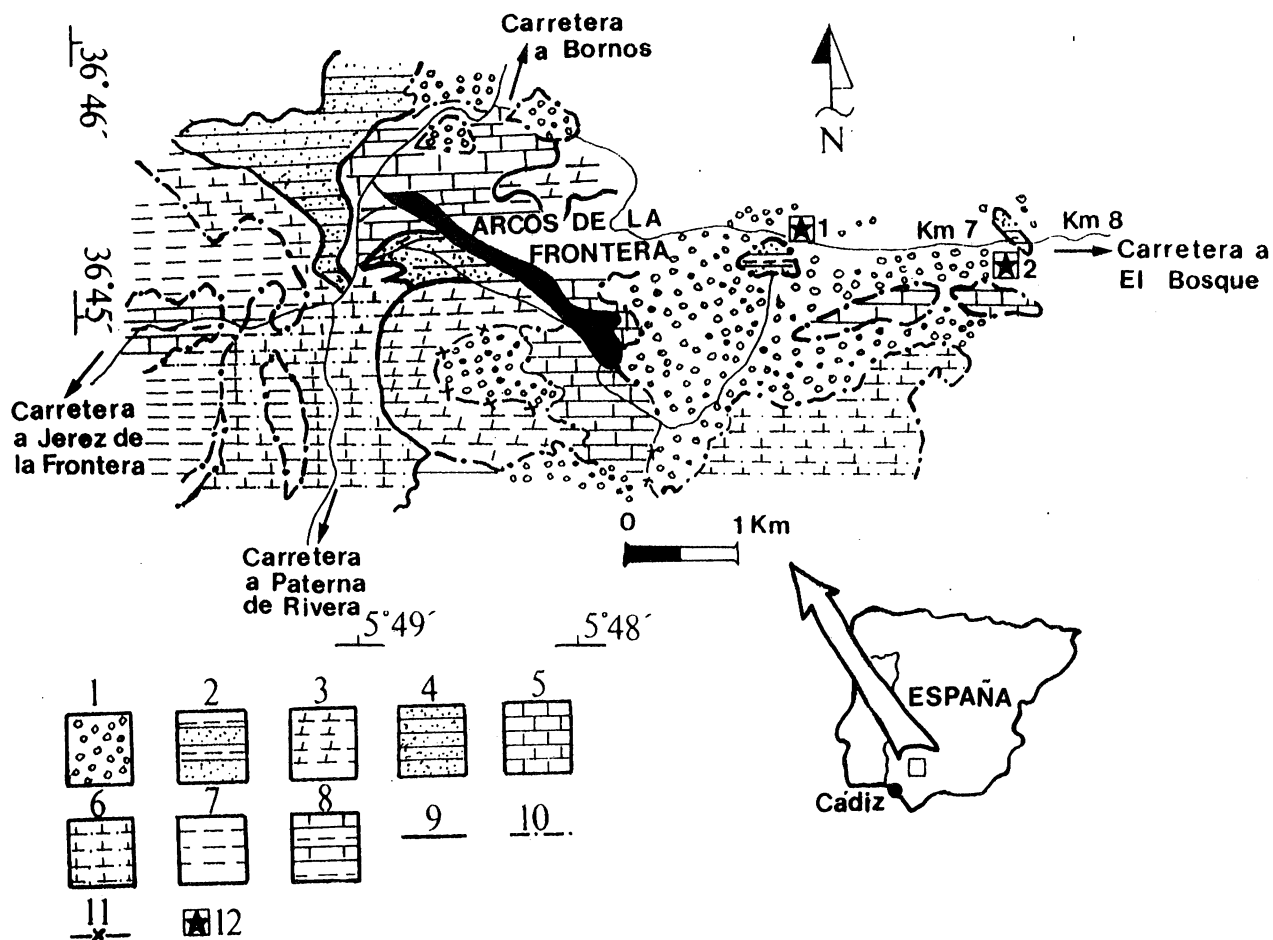 Carretera
a Bornos
36°46´
N
ARCOS DE LA
FRONTERA
1
Km 7
Km 8
Carretera a
El Bosque
2
36°45´
Carretera
a Jerez de
la Frontera
0 1 Km
Carretera
a Paterna
de Rivera
5°49´ 5°48´
ESPAÑA
Cádiz
1 2 3 4 5
6 7 8 9 10
11 12